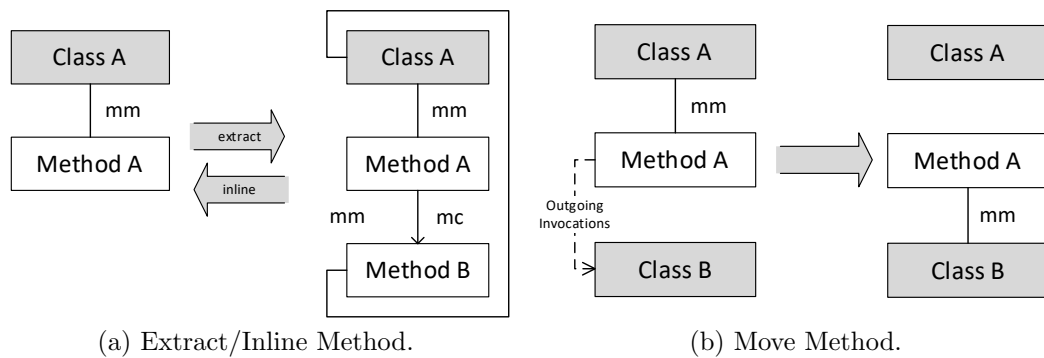 Class A
mm
Method A
extract
inline
Class A
mm
Method A
mm
mc
Method B
(a) Extract/Inline Method.
Class A
mm
Method A
Outgoing
Invocations
Class B
Class A
Method A
mm
Class B
(b) Move Method.